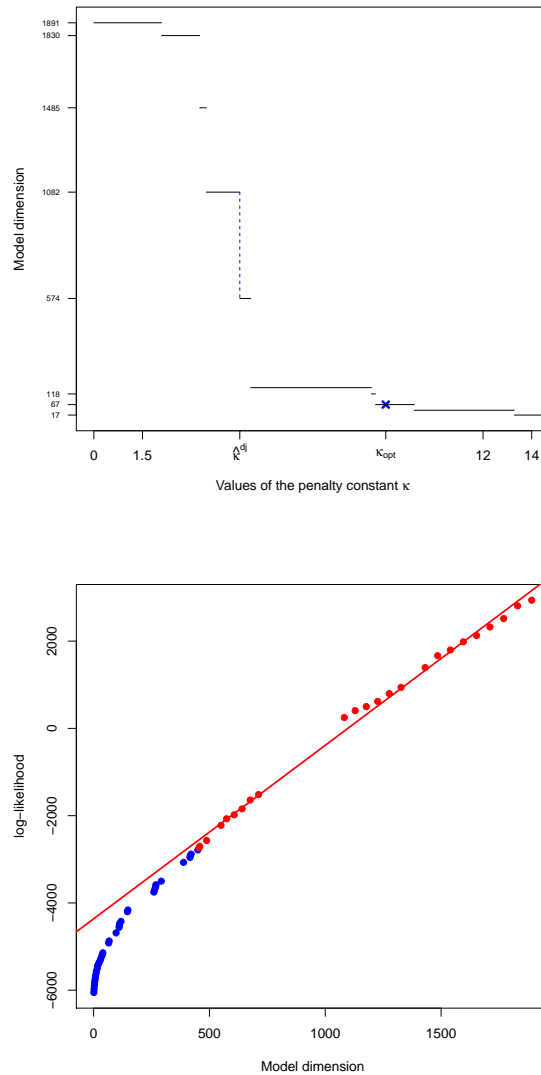 Model dimension
1891
1830
1485
1082
574
118
67
17
0 1.5 κ̂dj κopt 12 14
Values of the penalty constant κ
log−likelihood
2000
0
−2000
−4000
−6000
0 500 1000 1500
Model dimension